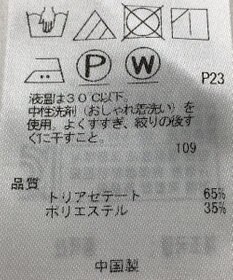 P W P23
液温は30℃以下。
中性洗剤（おしゃれ着洗い）を
使用。よくすすぎ、絞りの後す
ぐに干すこと。
109
品質
トリアセテート 65%
ポリエステル 35%
中国製